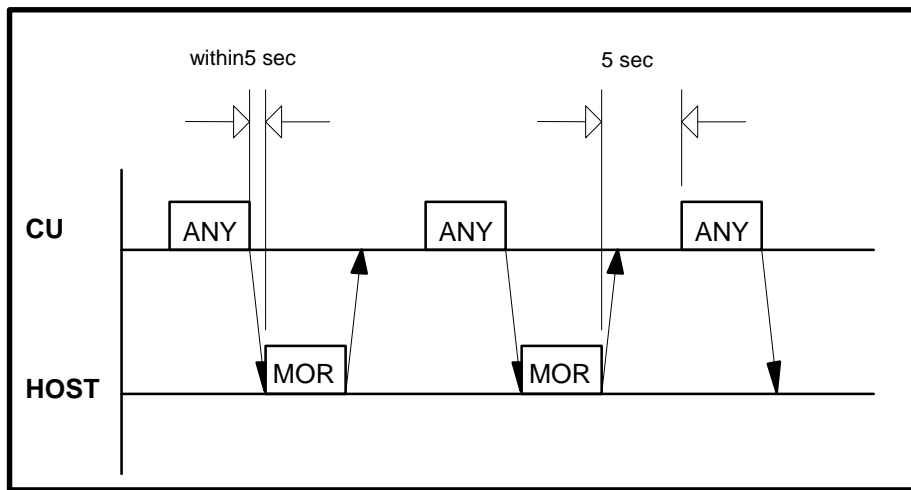 within5 sec
5 sec
CU
ANY
ANY
ANY
HOST
MOR
MOR